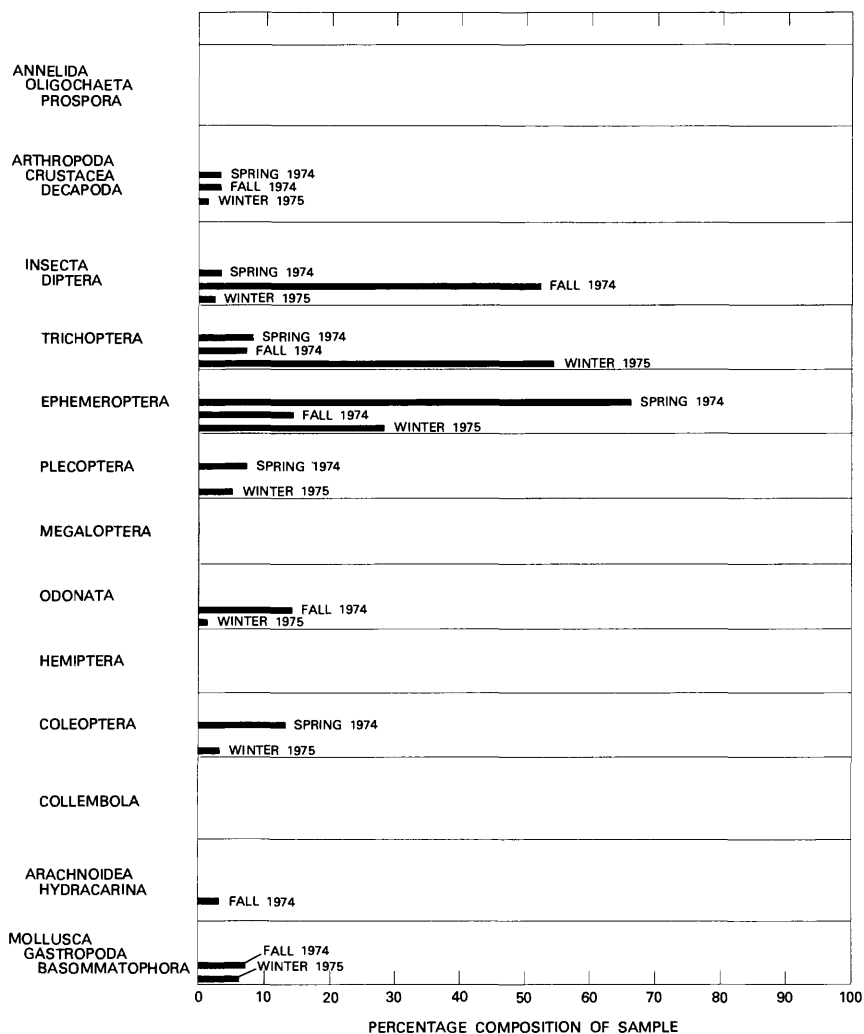 ANNELIDA
OLIGOCHAETA
PROSPORA
ARTHROPODA
CRUSTACEA
DECAPODA
SPRING 1974
FALL 1974
WINTER 1975
INSECTA
DIPTERA
SPRING 1974
FALL 1974
WINTER 1975
TRICHOPTERA
SPRING 1974
FALL 1974
WINTER 1975
EPHEMEROPTERA
SPRING 1974
FALL 1974
WINTER 1975
PLECOPTERA
SPRING 1974
WINTER 1975
MEGALOPTERA
ODONATA
FALL 1974
WINTER 1975
HEMIPTERA
COLEOPTERA
SPRING 1974
WINTER 1975
COLLEMBOLA
ARACHNOIDEA
HYDRACARINA
FALL 1974
MOLLUSCA
GASTROPODA
BASOMMATOPHORA
FALL 1974
WINTER 1975
0 10 20 30 40 50 60 70 80 90 100
PERCENTAGE COMPOSITION OF SAMPLE